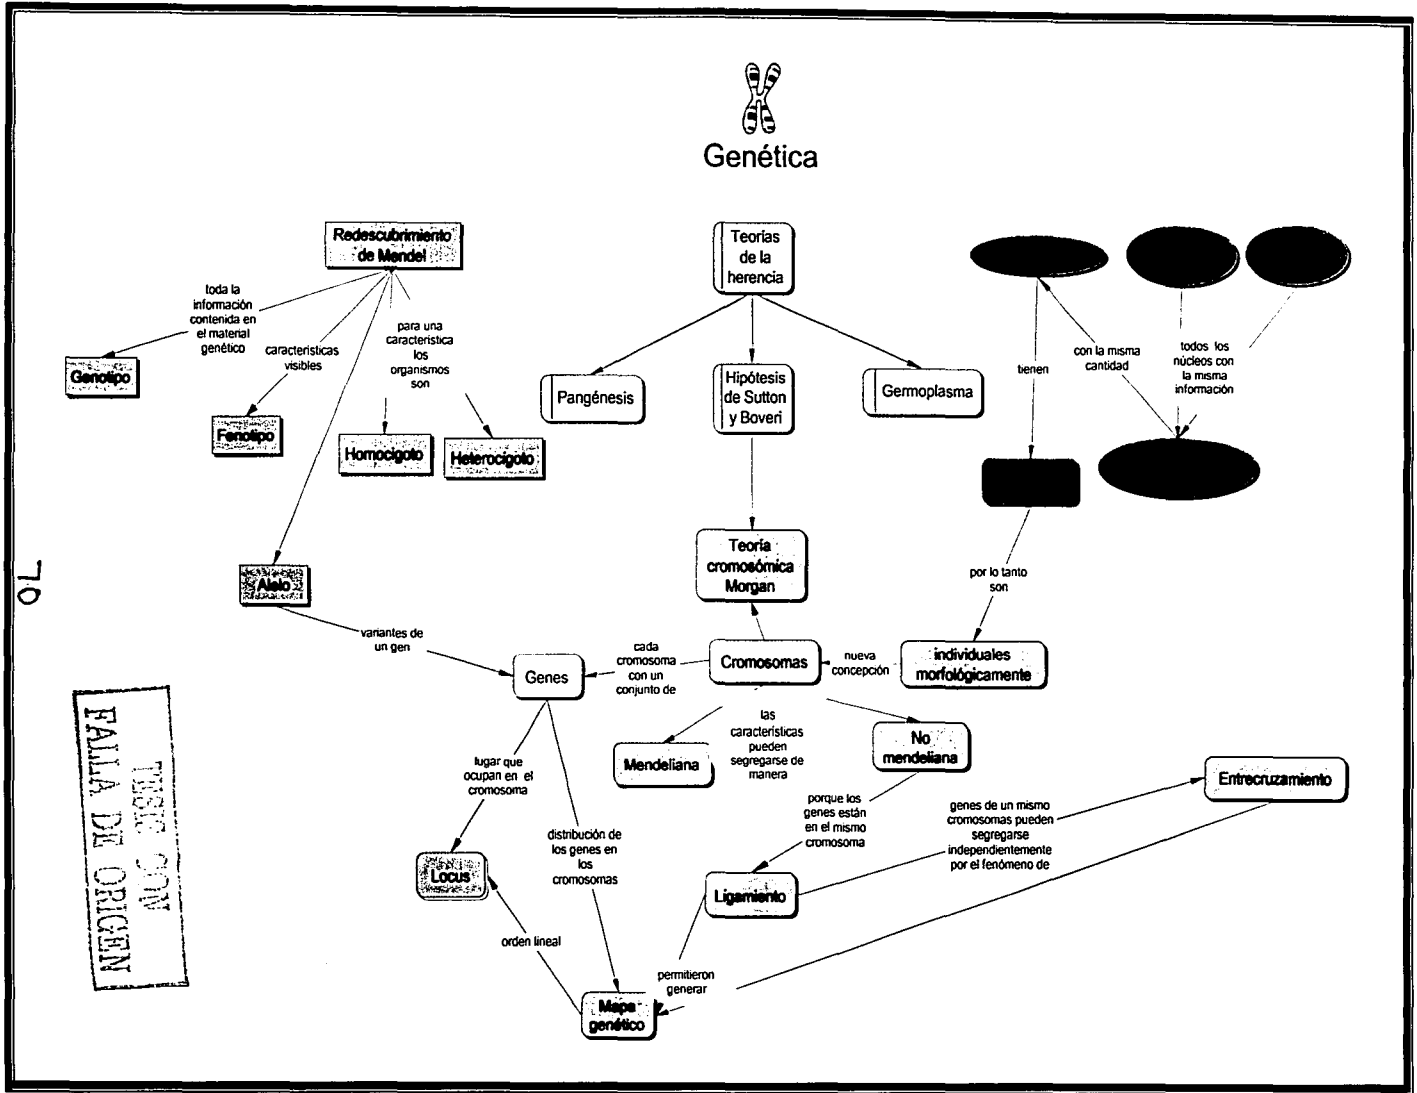 Genética
Redescubrimiento
de Mendel
Teorías
de la
herencia
toda la
información
contenida en
el material
genético
características
visibles
para una
característica
los
organismos
son
Genotipo
Fenotipo
Homocigoto
Heterocigoto
Pangénesis
Hipótesis
de Sutton
y Boveri
Germoplasma
tienen
con la misma
cantidad
todos los
núcleos con
la misma
información
Alelo
Teoría
cromosómica
Morgan
por lo tanto
son
variantes de
un gen
Genes
cada
cromosoma
con un
conjunto de
Cromosomas
nueva
concepción
individuales
morfológicamente
Mendeliana
las
características
pueden
segregarse de
manera
No
mendeliana
lugar que
ocupan en el
cromosoma
distribución de
los genes en
los
cromosomas
porque los
genes están
en el mismo
cromosoma
genes de un mismo
cromosomas pueden
segregarse
independientemente
por el fenómeno de
Entrecruzamiento
Locus
Ligamiento
orden lineal
permitieron
generar
Mapa
genético
70
TESIS CON
FALLA DE ORIGEN